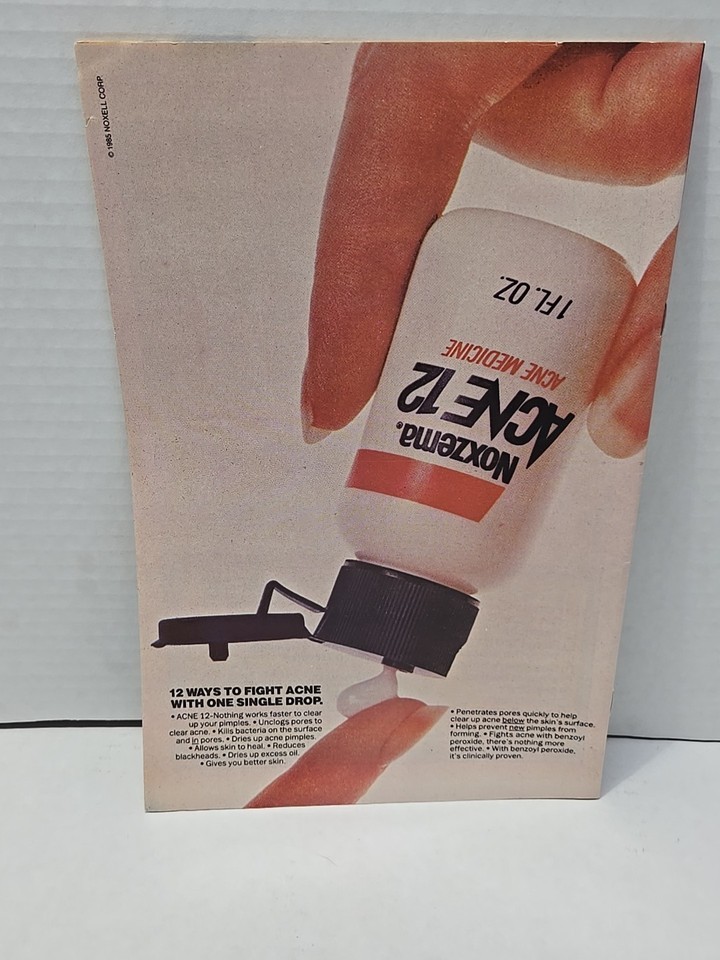 © 1985 NOXELL CORP.
1 FL. OZ.
ACNE MEDICINE
ACNE 12
Noxzema®
12 WAYS TO FIGHT ACNE
WITH ONE SINGLE DROP.
• ACNE 12-Nothing works faster to clear
up your pimples. • Unclogs pores to
clear acne. • Kills bacteria on the surface
and in pores. • Dries up acne pimples.
• Allows skin to heal. • Reduces
blackheads. • Dries up excess oil.
• Gives you better skin.
• Penetrates pores quickly to help
clear up acne below the skin's surface.
• Helps prevent new pimples from
forming. • Fights acne with benzoyl
peroxide, there's nothing more
effective. • With benzoyl peroxide,
it's clinically proven.